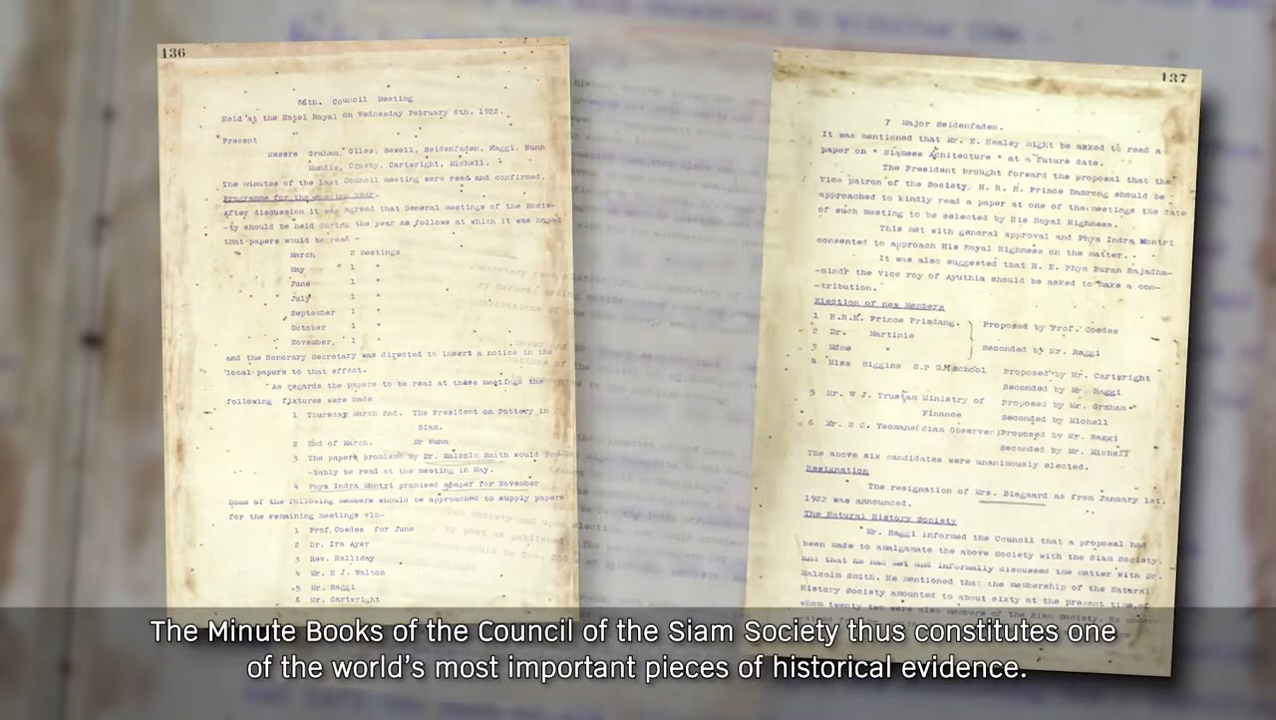 136
86th. Council Meeting
Held at the Hotel Royal on Wednesday February 8th. 1922.
Present
Messrs Graham, Giles, Sewell, Seidenfaden, Raggi, Nunn
Mundie, Crosby, Cartwright, Michell.
The minutes of the last Council meeting were read and confirmed.
Programme for the ensuing year.
After discussion it was agreed that General meetings of the Socie-
-ty should be held during the year as follows at which it was hoped
that papers would be read -
March 2 meetings
May 1 "
June 1 "
July 1 "
September 1 "
October 1 "
November 1 "
and the Honorary Secretary was directed to insert a notice in the
local papers to that effect.
As regards the papers to be read at these meetings the
following fixtures were made
1 Thursday March 2nd. The President on Pottery in
Siam.
2 End of March. Mr Nunn
3 The paper promised by Dr. Malcolm Smith would
-bably be read at the meeting in May.
4 Phya Indra Montri promised a paper for November
Some of the following members should be approached to supply papers
for the remaining meetings viz-
1 Prof. Coedes for June
2 Dr. Ira Ayer
3 Rev. Halliday
4 Mr. E J. Walton
5 Mr. Raggi
6 Mr. Cartwright
137
7 Major Seidenfaden.
It was mentioned that Mr. E. Healey might be asked to read a
paper on " Siamese Achitecture " at a future date.
The President brought forward the proposal that the
vice patron of the Society, H. R. H. Prince Damrong should be
approached to kindly read a paper at one of the meetings the date
of such meeting to be selected by His Royal Highness.
This met with general approval and Phya Indra Montri
consented to approach His Royal Highness on the matter.
It was also suggested that H. E. Phya Buran Rajadha-
-nindr the Vice roy of Ayuthia should be asked to make a con-
-tribution.
Election of new Members
1 H.R.H. Prince Prisdang. Proposed by Prof. Coedes
2 Dr. Martinie
3 Mme " Seconded by Mr. Raggi
4 Miss Siggins S.P G.M school Proposed by Mr. Cartwright
Seconded by Mr. Raggi
5 Mr. W J. Trustam Ministry of Proposed by Mr. Graham
Finance Seconded by Michell
6 Mr. S C. Yeomans(Siam Observer)Proposed by Mr. Raggi
Seconded by Mr. Michell
The above six candidates were unanimously elected.
Resignation
The resignation of Mrs. Bisgaard as from January 1st.
1922 was announced.
The Natural History Society
Mr. Raggi informed the Council that a proposal had
been made to amalgamate the above Society with the Siam Society,
and that he had met and informally discussed the matter with Dr.
Malcolm Smith. He mentioned that the membership of the Natural
History Society amounted to about sixty at the present time, of
whom twenty two were also members of the Siam Society.
The Minute Books of the Council of the Siam Society thus constitutes one
of the world's most important pieces of historical evidence.